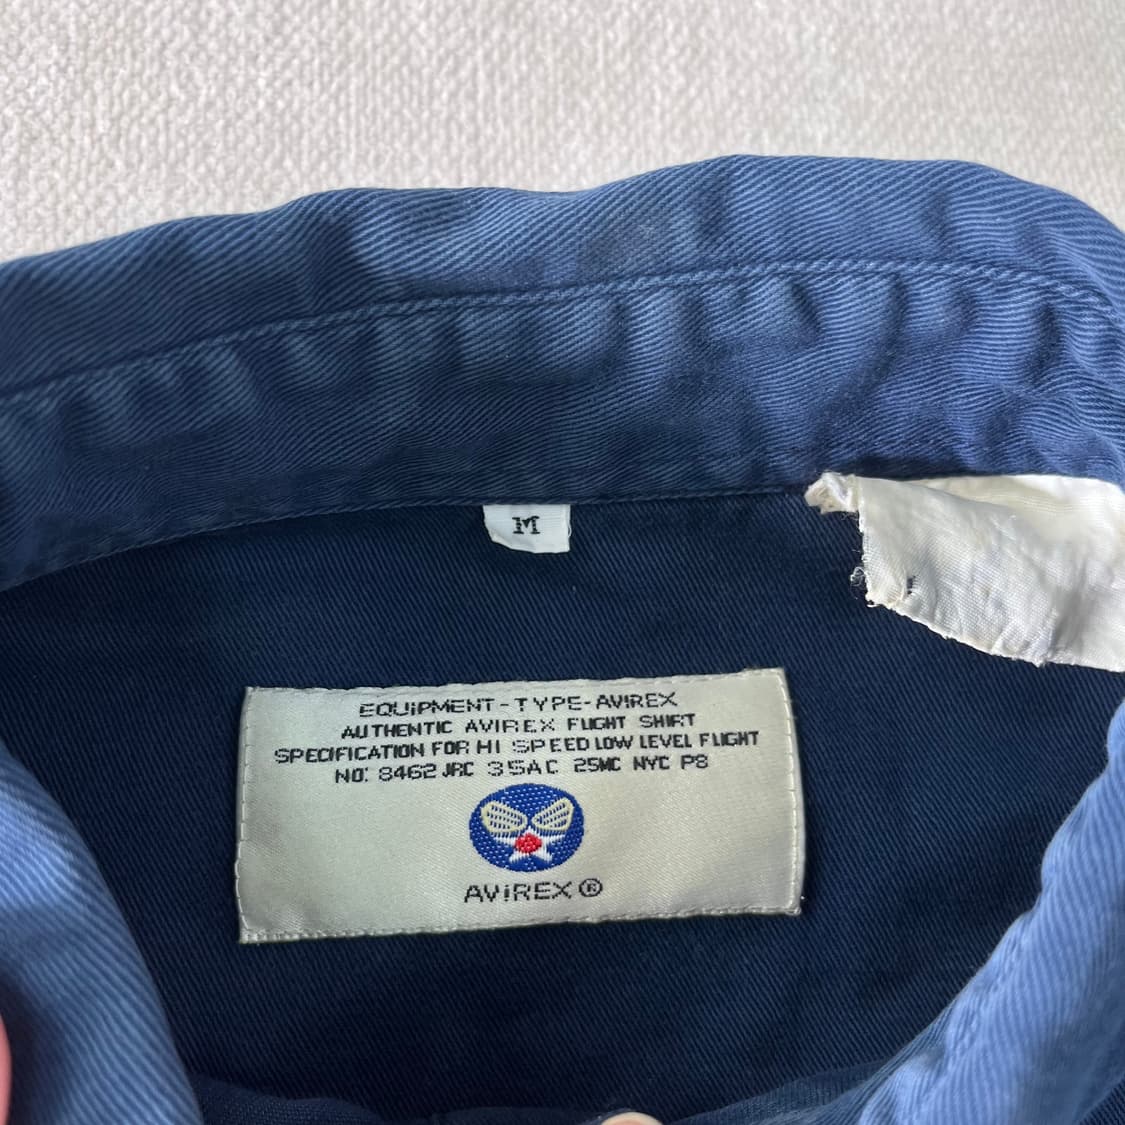 M
EQUIPMENT-TYPE-AVIREX
AUTHENTIC AVIREX FLIGHT SHIRT
SPECIFICATION FOR HI SPEED LOW LEVEL FLIGHT
NO: 8462 JRC 35AC 25MC NYC P8
AVIREX®